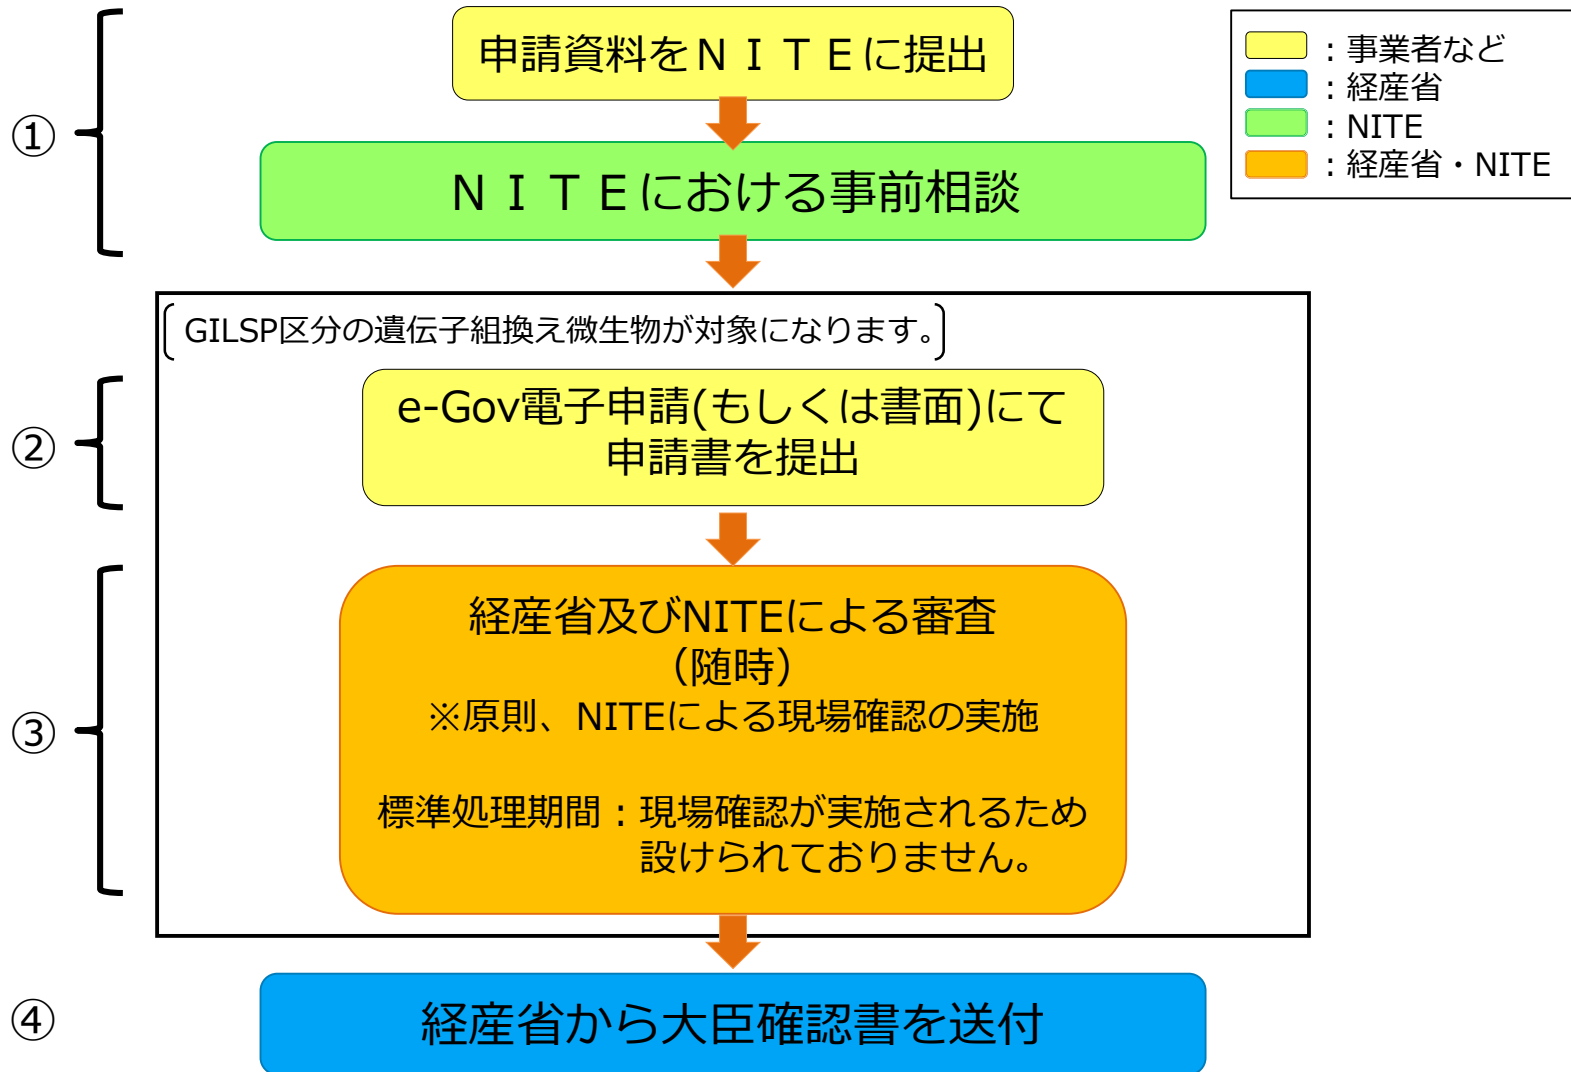 ①
申請資料をＮＩＴＥに提出
ＮＩＴＥにおける事前相談
：事業者など
：経産省
：NITE
：経産省・NITE
GILSP区分の遺伝子組換え微生物が対象になります。
②
e-Gov電子申請(もしくは書面)にて
申請書を提出
③
経産省及びNITEによる審査
（随時）
※原則、NITEによる現場確認の実施
標準処理期間：現場確認が実施されるため
設けられておりません。
④
経産省から大臣確認書を送付